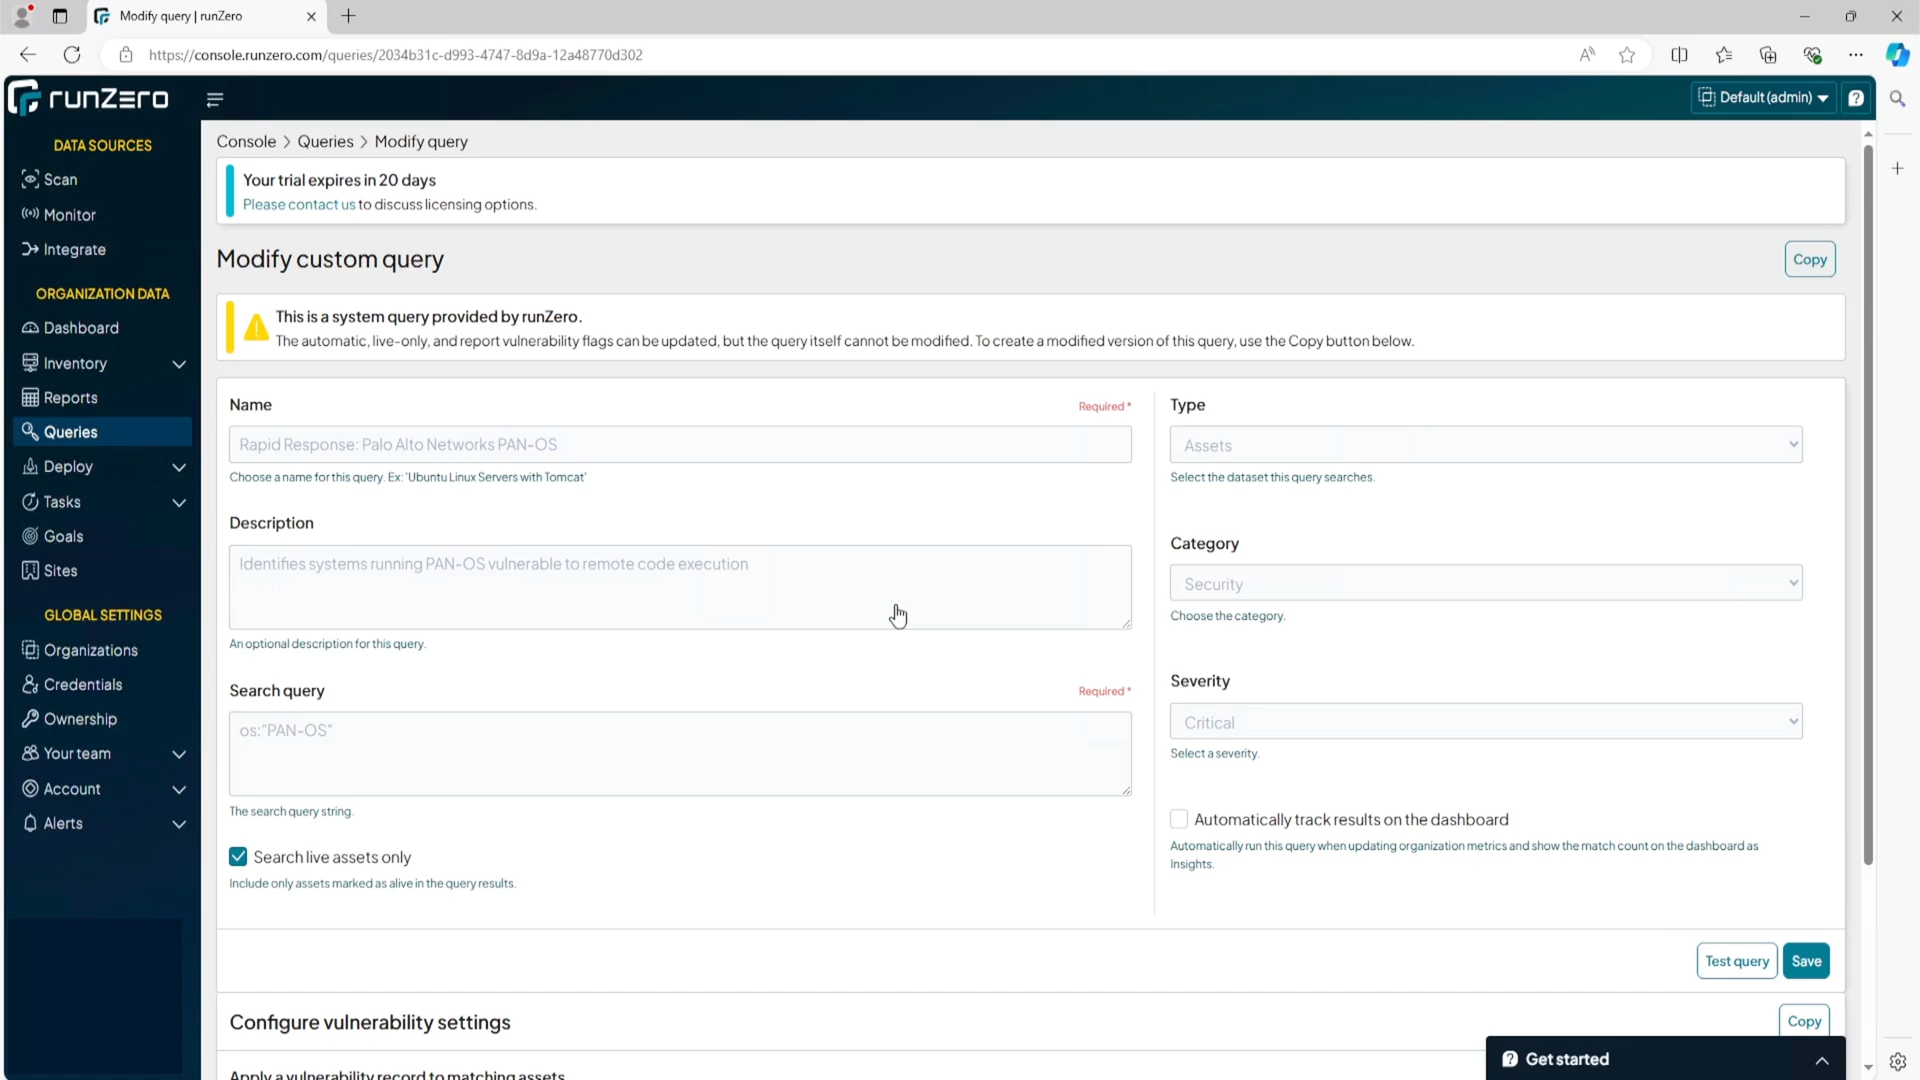 Modify query | runZero
https://console.runzero.com/queries/2034b31c-d993-4747-8d9a-12a48770d302
runZero
Default (admin)
DATA SOURCES
Scan
Monitor
Integrate
ORGANIZATION DATA
Dashboard
Inventory
Reports
Queries
Deploy
Tasks
Goals
Sites
GLOBAL SETTINGS
Organizations
Credentials
Ownership
Your team
Account
Alerts
Console > Queries > Modify query
Your trial expires in 20 days
Please contact us to discuss licensing options.
Modify custom query
Copy
This is a system query provided by runZero.
The automatic, live-only, and report vulnerability flags can be updated, but the query itself cannot be modified. To create a modified version of this query, use the Copy button below.
Name
Required *
Rapid Response: Palo Alto Networks PAN-OS
Choose a name for this query. Ex: 'Ubuntu Linux Servers with Tomcat'
Description
Identifies systems running PAN-OS vulnerable to remote code execution
An optional description for this query.
Search query
Required *
os:"PAN-OS"
The search query string.
Search live assets only
Include only assets marked as alive in the query results.
Type
Assets
Select the dataset this query searches.
Category
Security
Choose the category.
Severity
Critical
Select a severity.
Automatically track results on the dashboard
Automatically run this query when updating organization metrics and show the match count on the dashboard as
Insights.
Test query
Save
Configure vulnerability settings
Copy
Apply a vulnerability record to matching assets
Get started